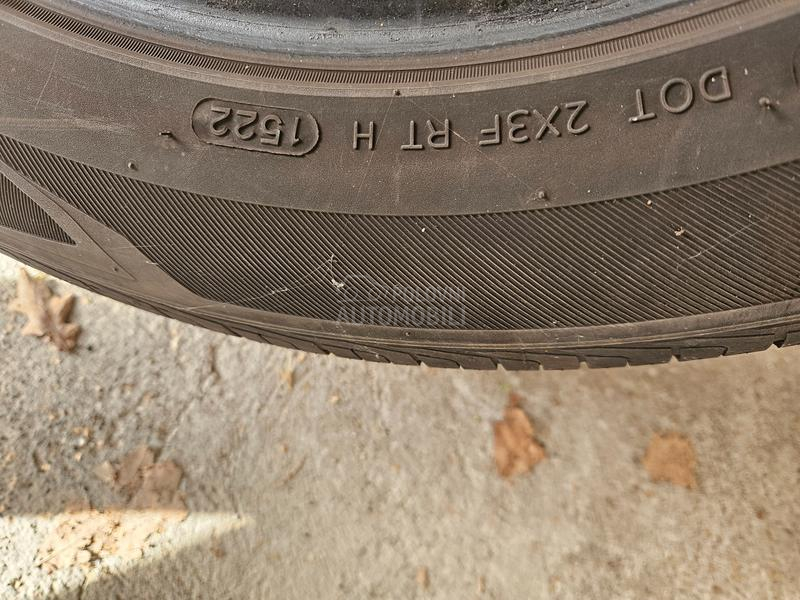 DOT 2X3F RT H 1522
POLOVNI
AUTOMOBILI